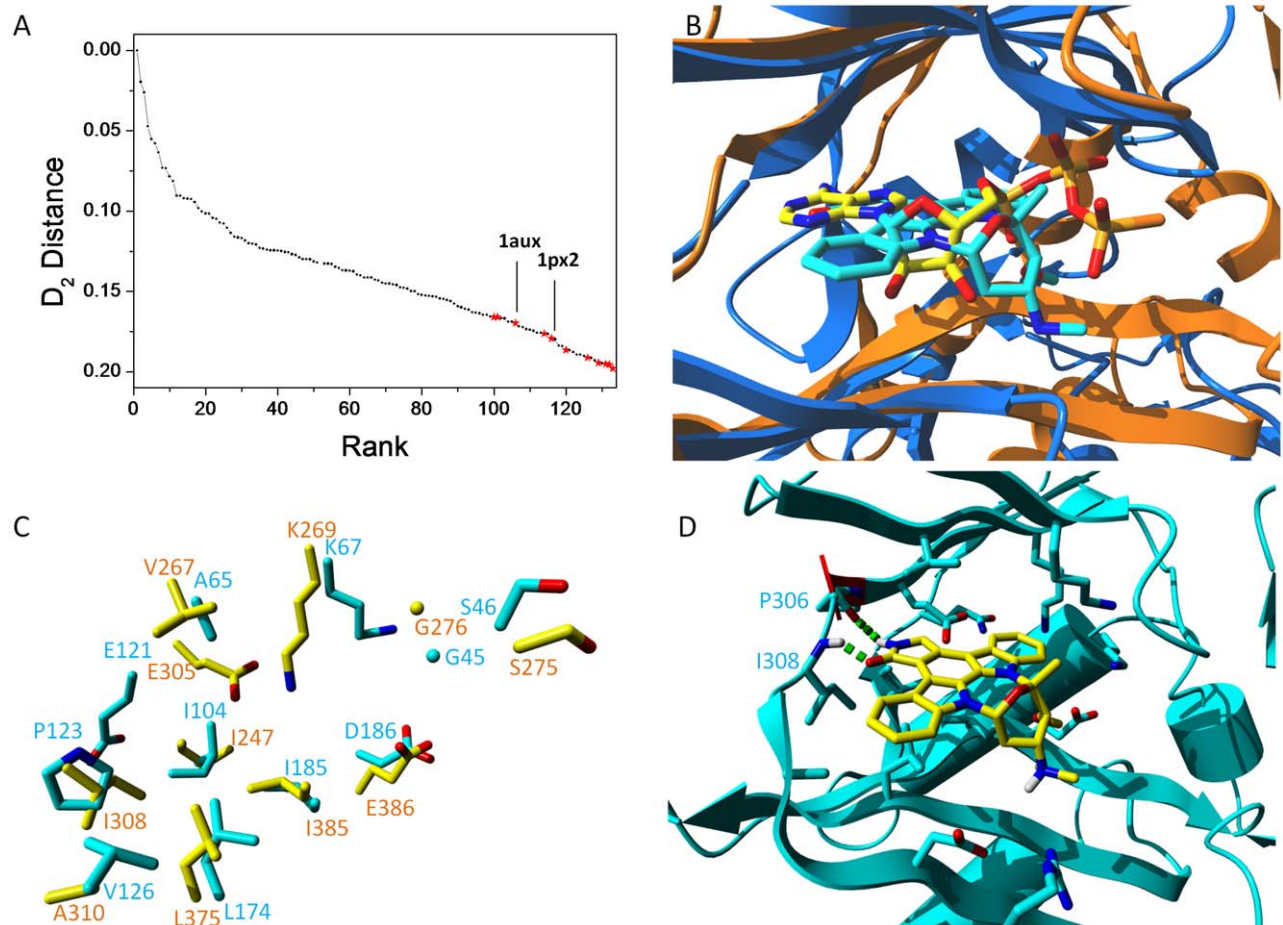 A
0.00
0.05
0.10
0.15
0.20
D2 Distance
1aux
1px2
0 20 40 60 80 100 120
Rank
B
C
K269
K67
V267
A65
G276
S46
E121
E305
G45
S275
P123
I104
I247
D186
I185
I308
I385
E386
V126
A310
L375
L174
D
P306
I308